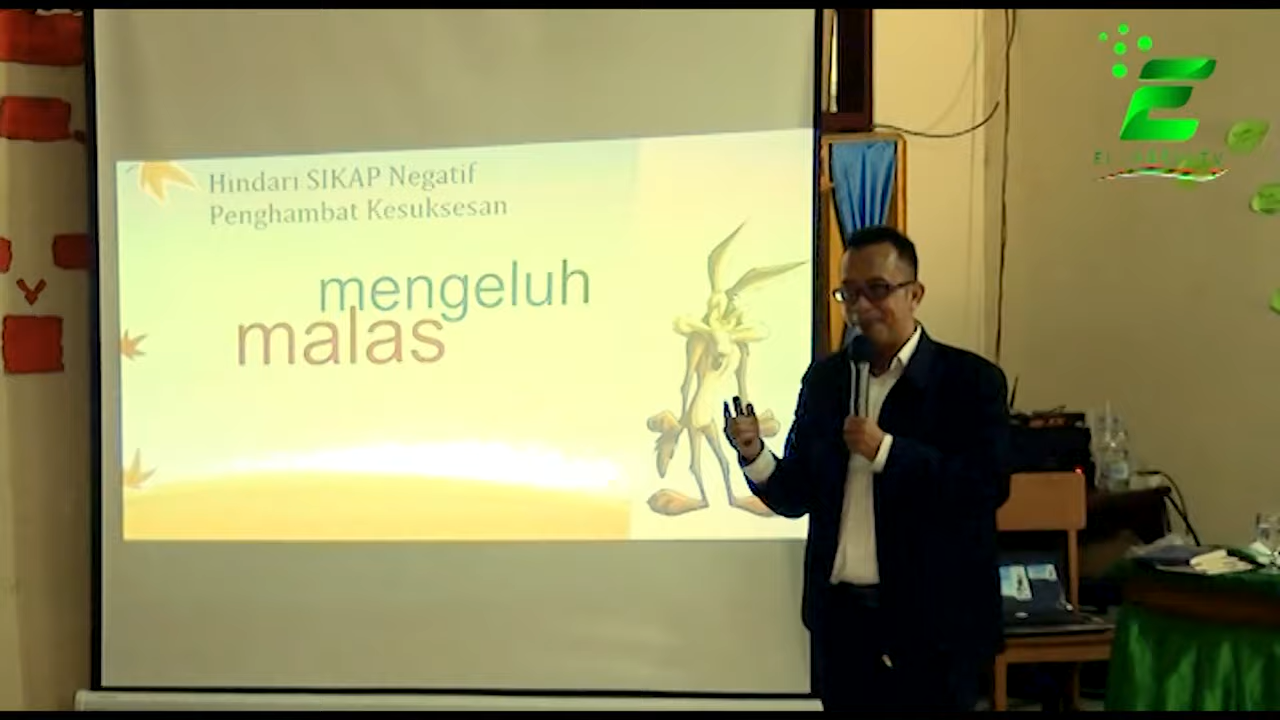 Hindari SIKAP Negatif
Penghambat Kesuksesan
mengeluh
malas
E